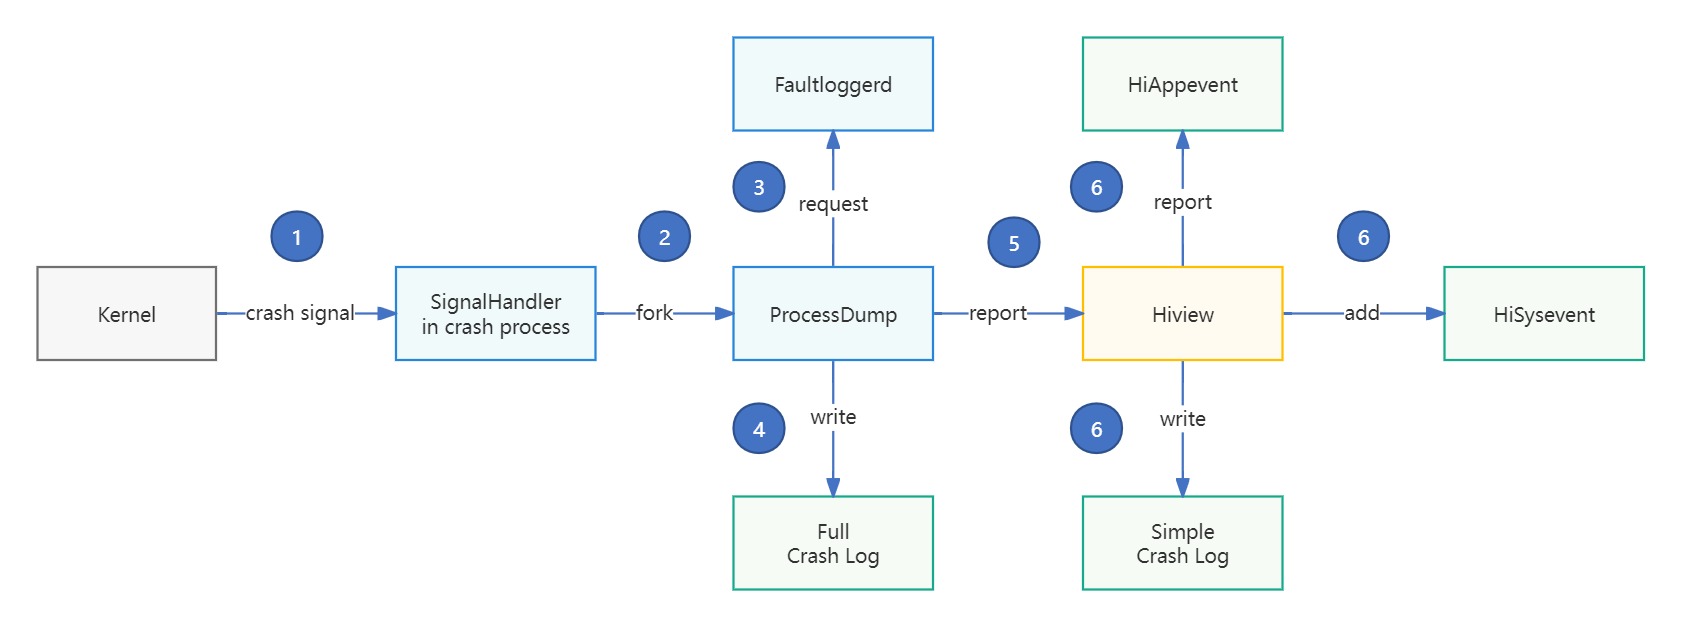 Faultloggerd
HiAppevent
3
request
6
report
1
2
5
6
Kernel
crash signal
SignalHandler
in crash process
fork
ProcessDump
report
Hiview
add
HiSysevent
4
write
6
write
Full
Crash Log
Simple
Crash Log